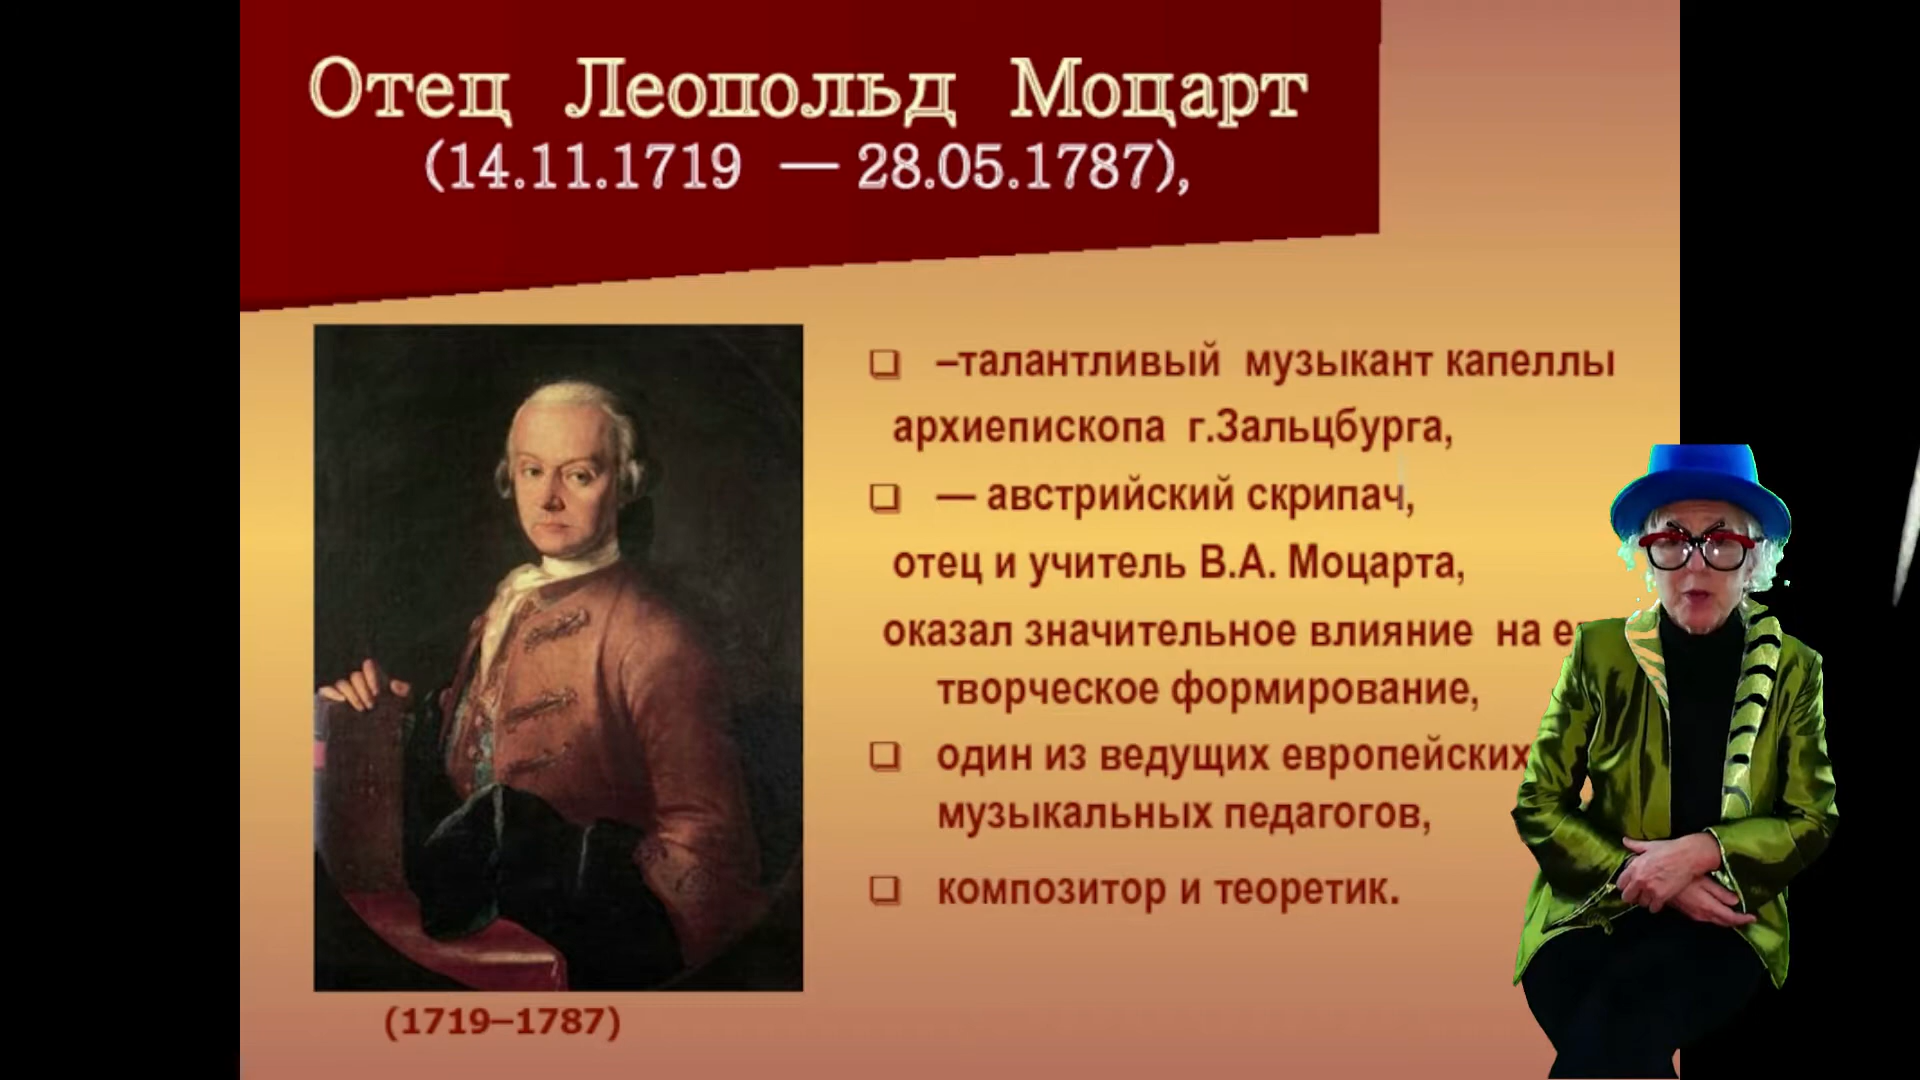 Отец Леопольд Моцарт
(14.11.1719 — 28.05.1787),
–талантливый музыкант капеллы
архиепископа г.Зальцбурга,
— австрийский скрипач,
отец и учитель В.А. Моцарта,
оказал значительное влияние на
творческое формирование,
один из ведущих европейских
музыкальных педагогов,
композитор и теоретик.
(1719–1787)